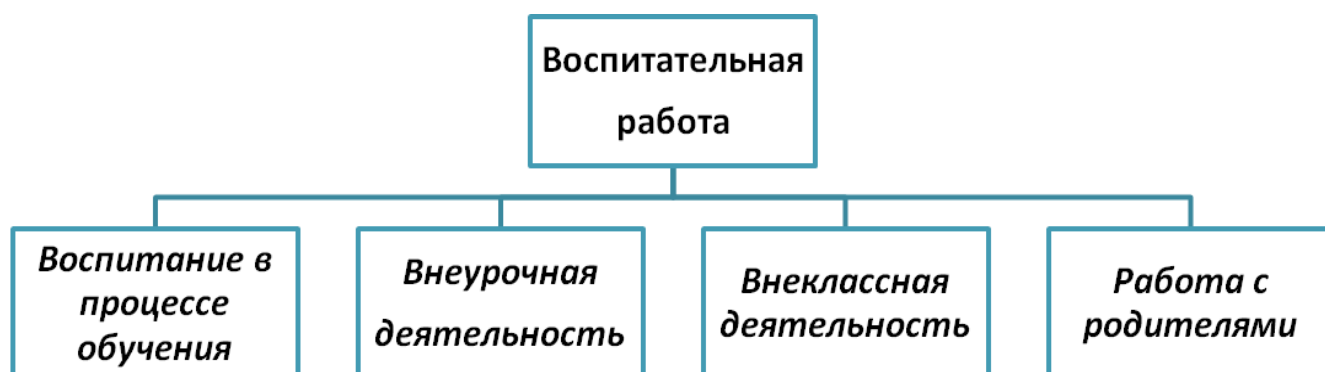 Воспитательная
работа
Воспитание в
процессе
обучения
Внеурочная
деятельность
Внеклассная
деятельность
Работа с
родителями